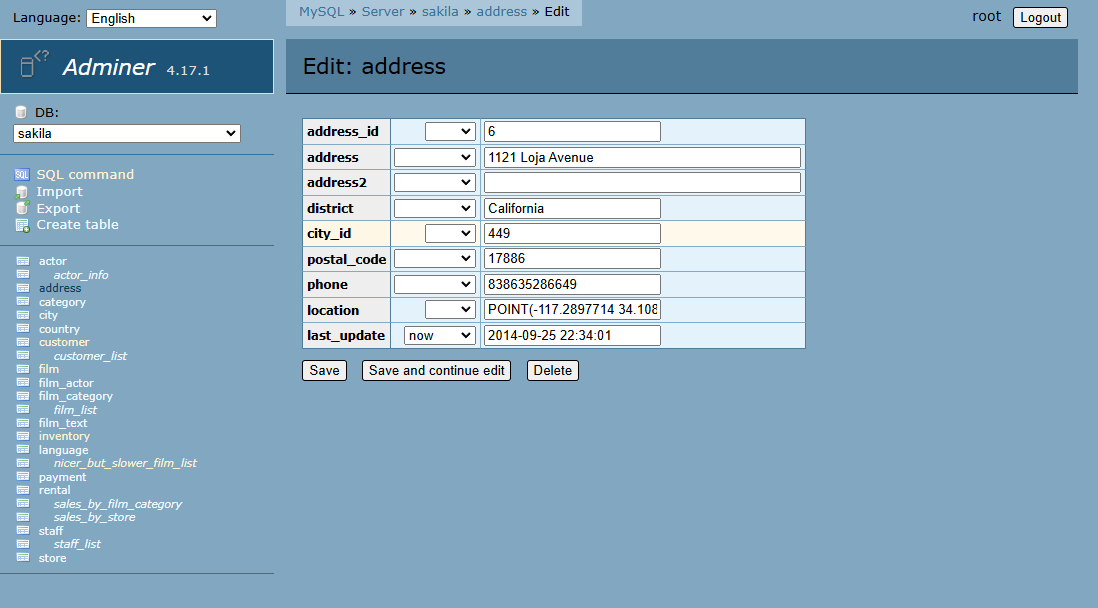 Language: English
MySQL » Server » sakila » address » Edit
root Logout
<? Adminer 4.17.1
Edit: address
DB:
sakila
SQL SQL command
Import
Export
Create table
actor
actor_info
address
category
city
country
customer
customer_list
film
film_actor
film_category
film_list
film_text
inventory
language
nicer_but_slower_film_list
payment
rental
sales_by_film_category
sales_by_store
staff
staff_list
store
address_id 6
address 1121 Loja Avenue
address2
district California
city_id 449
postal_code 17886
phone 838635286649
location POINT(-117.2897714 34.108
last_update now 2014-09-25 22:34:01
Save Save and continue edit Delete